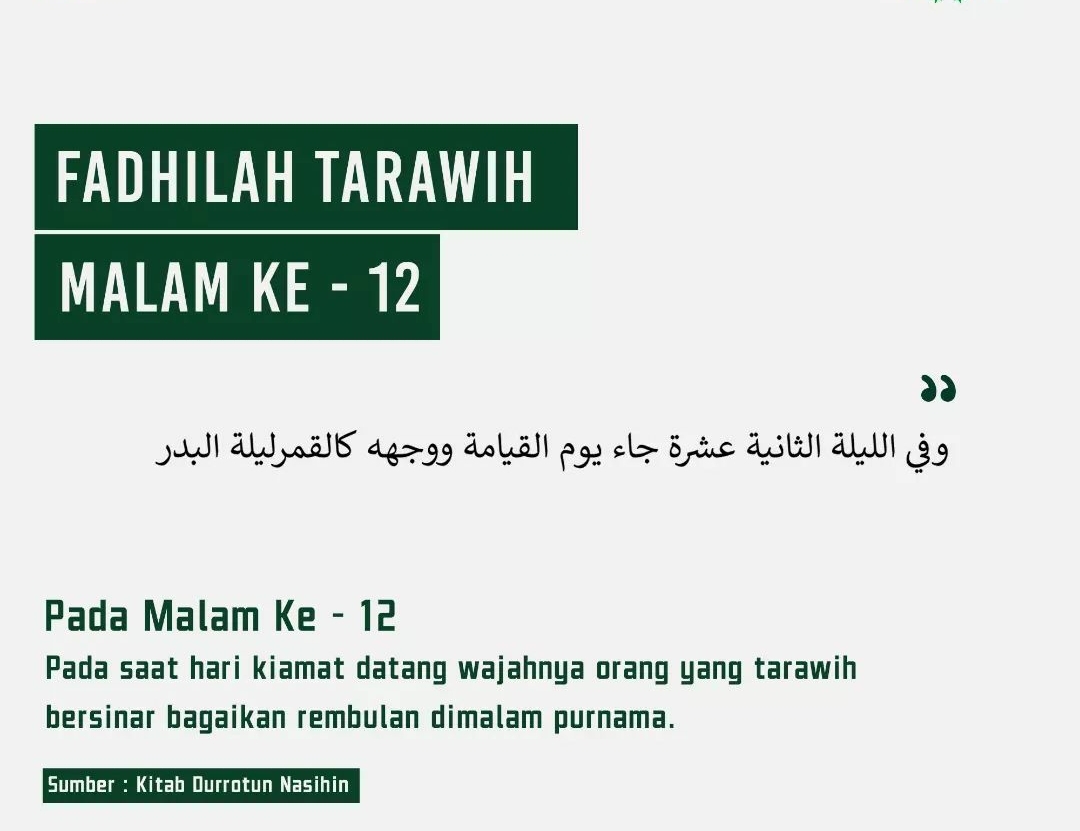 FADHILAH TARAWIH
MALAM KE - 12
”
وفي الليلة الثانية عشرة جاء يوم القيامة ووجهه كالقمرليلة البدر
Pada Malam Ke - 12
Pada saat hari kiamat datang wajahnya orang yang tarawih
bersinar bagaikan rembulan dimalam purnama.
Sumber : Kitab Durrotun Nasihin